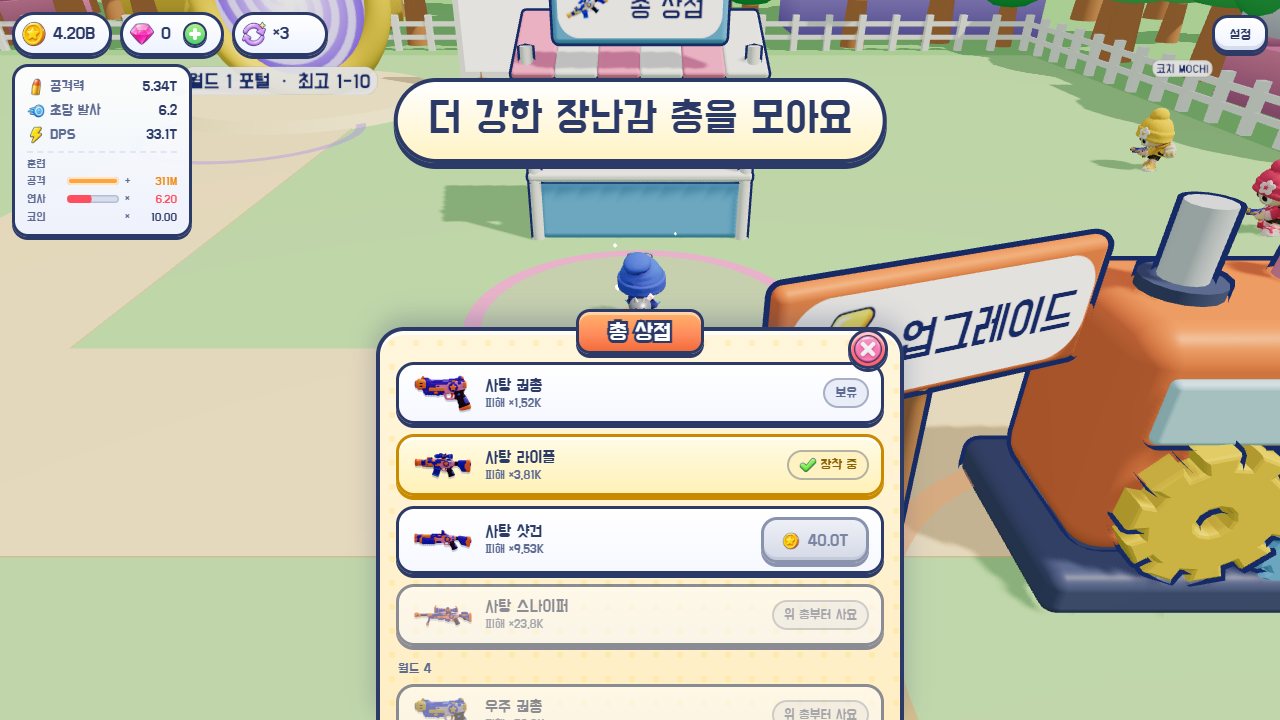 4.20B
0
×3
설정
총 상점
월드 1 포털 · 최고 1-10
공격력 5.34T
초당 발사 6.2
DPS 33.1T
훈련
공격 + 311M
연사 × 6.20
코인 × 10.00
코지 MOCHI
더 강한 장난감 총을 모아요
업그레이드
총 상점
사탕 권총
피해 ×1.52K
보유
사탕 라이플
피해 ×3.81K
장착 중
사탕 샷건
피해 ×9.53K
40.0T
사탕 스나이퍼
피해 ×23.8K
위 총부터 사요
월드 4
우주 권총
위 총부터 사요